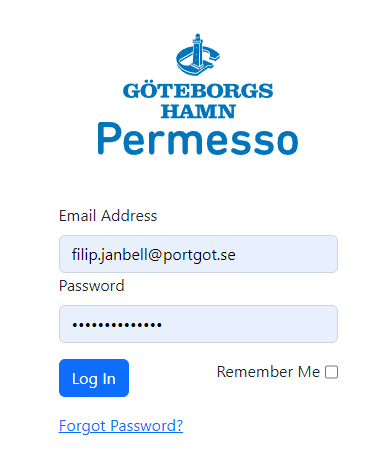 GÖTEBORGS
HAMN
Permesso
Email Address
filip.janbell@portgot.se
Password
••••••••••••••
Log In
Remember Me
Forgot Password?